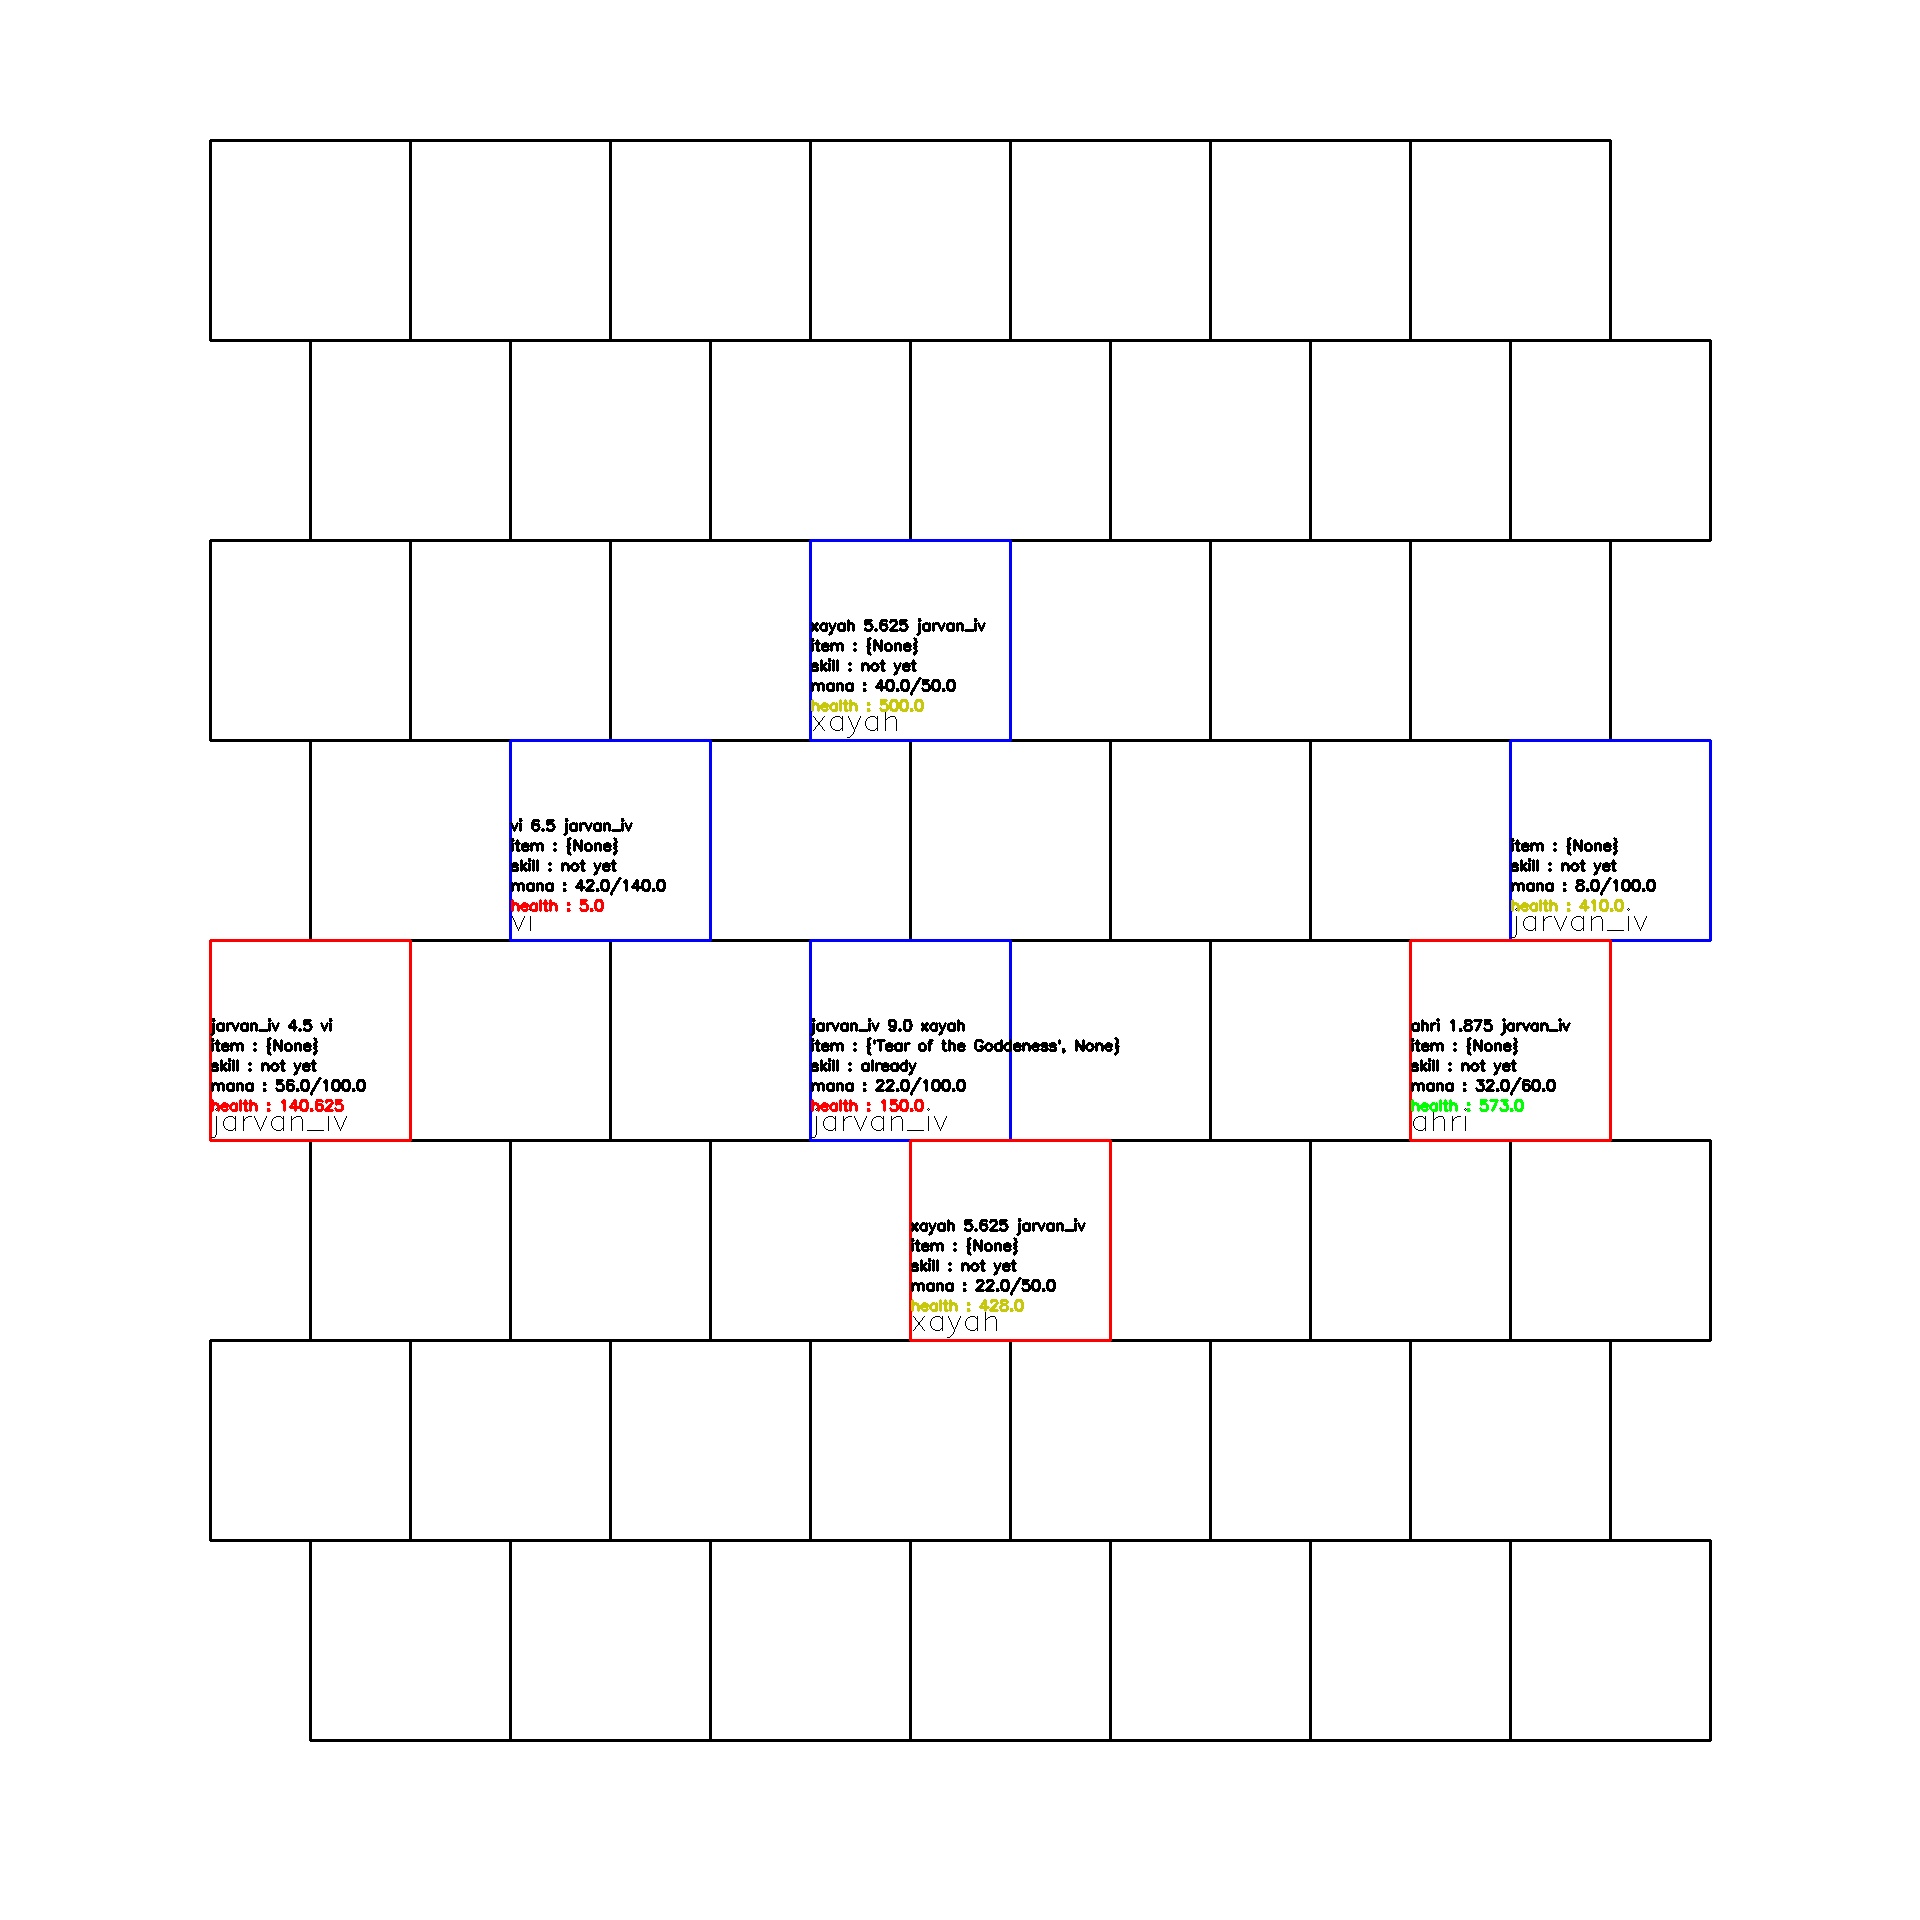 xayah 5.625 jarvan_iv
item : {None}
skill : not yet
mana : 40.0/50.0
health : 500.0
xayah
vi 6.5 jarvan_iv
item : {None}
skill : not yet
mana : 42.0/140.0
health : 5.0
vi
item : {None}
skill : not yet
mana : 8.0/100.0
health : 410.0
jarvan_iv
jarvan_iv 4.5 vi
item : {None}
skill : not yet
mana : 56.0/100.0
health : 140.625
jarvan_iv
jarvan_iv 9.0 xayah
item : {'Tear of the Goddeness', None}
skill : already
mana : 22.0/100.0
health : 150.0
jarvan_iv
ahri 1.875 jarvan_iv
item : {None}
skill : not yet
mana : 32.0/60.0
health : 573.0
ahri
xayah 5.625 jarvan_iv
item : {None}
skill : not yet
mana : 22.0/50.0
health : 428.0
xayah